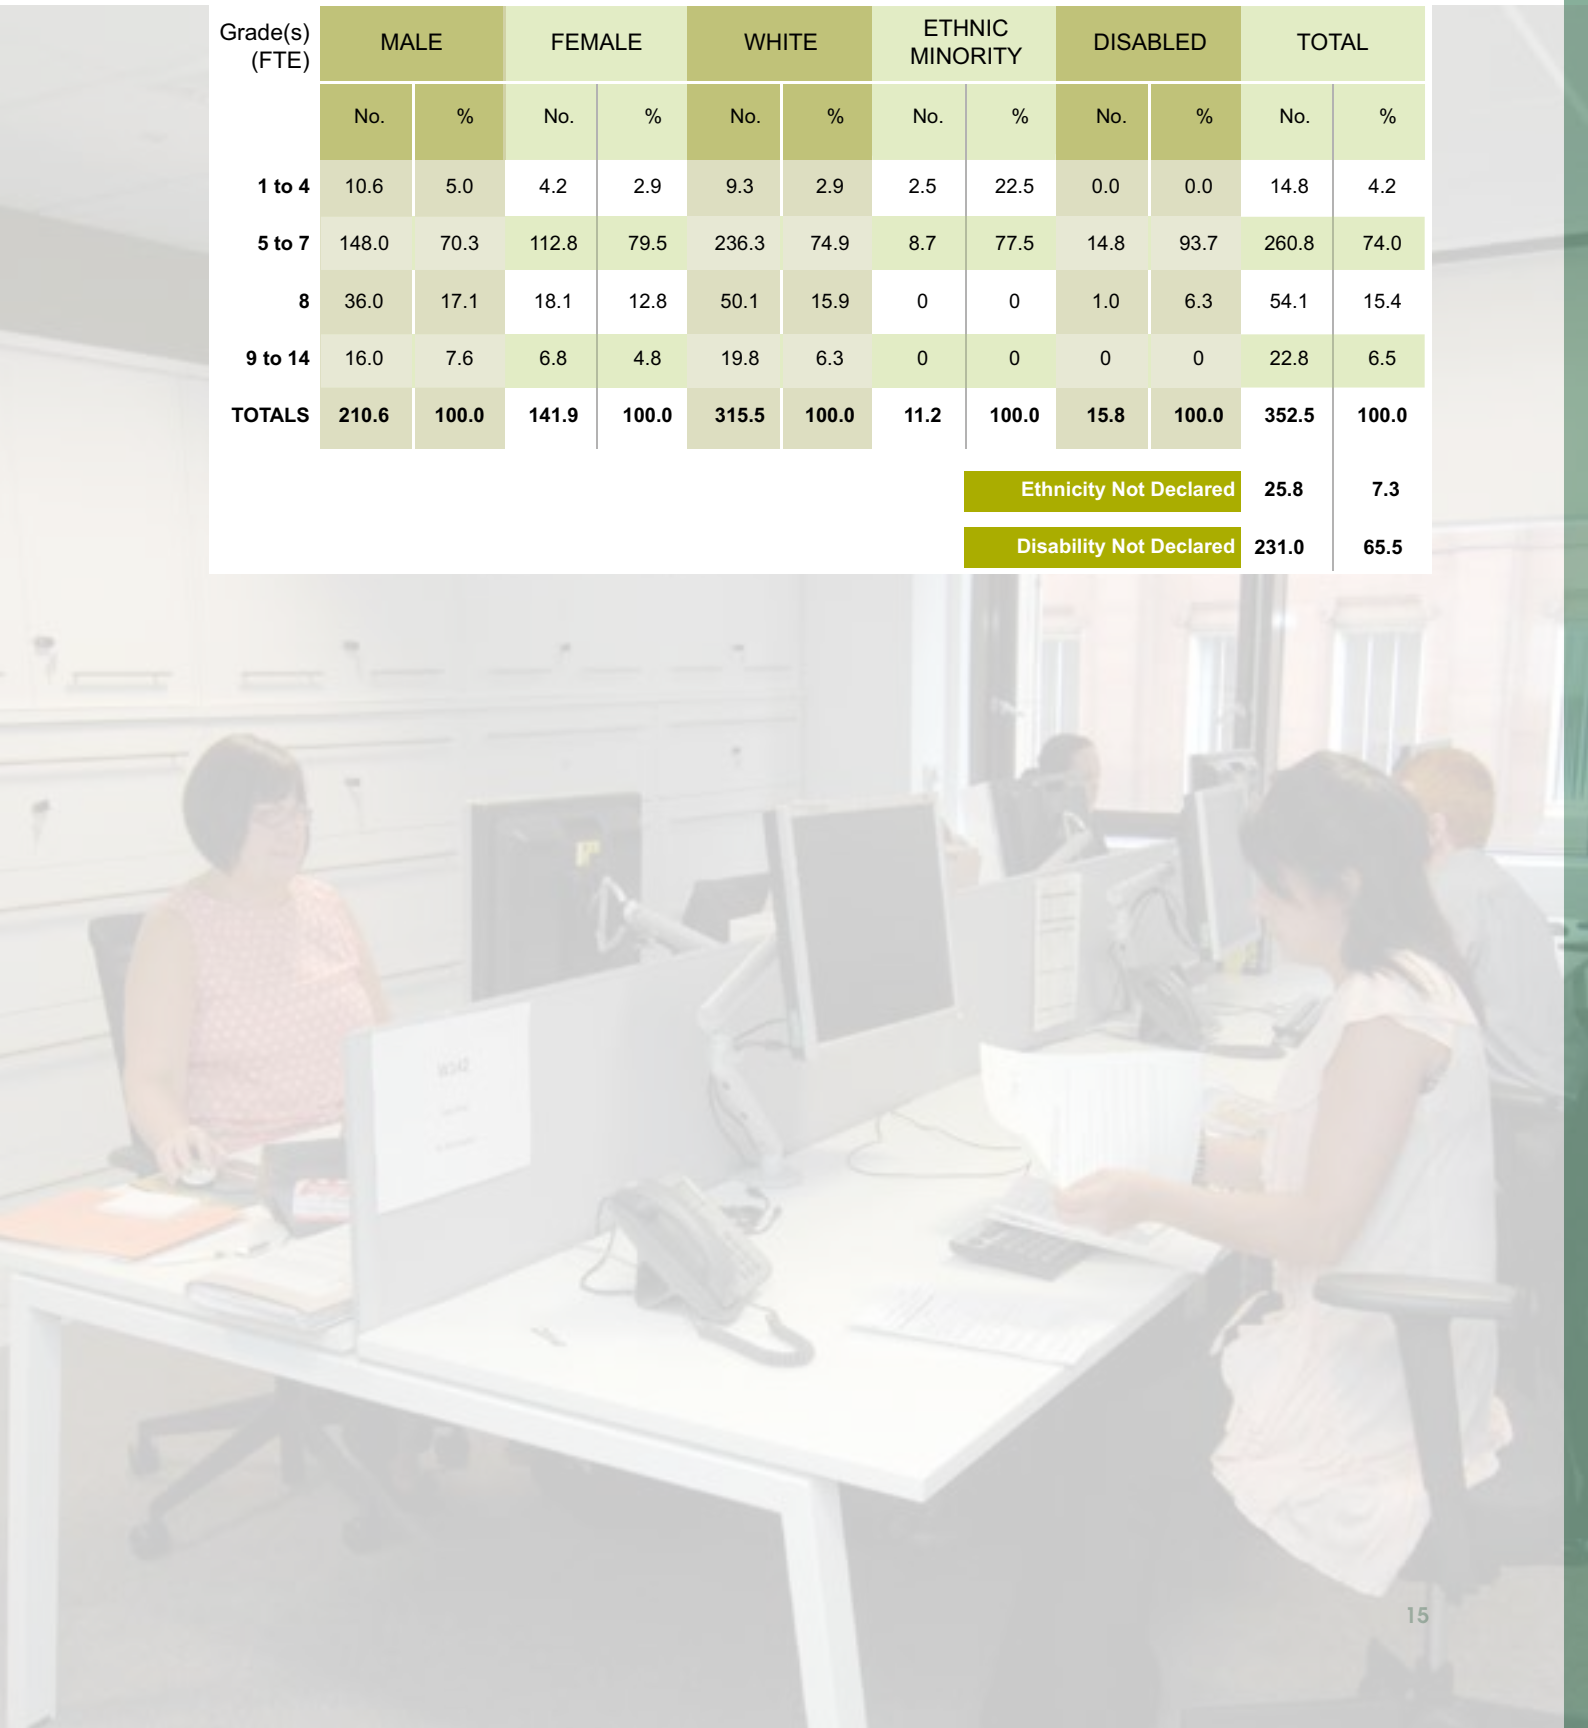 Grade(s) (FTE) MALE FEMALE WHITE ETHNIC MINORITY DISABLED TOTAL
No. % No. % No. % No. % No. % No. %
1 to 4 10.6 5.0 4.2 2.9 9.3 2.9 2.5 22.5 0.0 0.0 14.8 4.2
5 to 7 148.0 70.3 112.8 79.5 236.3 74.9 8.7 77.5 14.8 93.7 260.8 74.0
8 36.0 17.1 18.1 12.8 50.1 15.9 0 0 1.0 6.3 54.1 15.4
9 to 14 16.0 7.6 6.8 4.8 19.8 6.3 0 0 0 0 22.8 6.5
TOTALS 210.6 100.0 141.9 100.0 315.5 100.0 11.2 100.0 15.8 100.0 352.5 100.0
Ethnicity Not Declared 25.8 7.3
Disability Not Declared 231.0 65.5
15